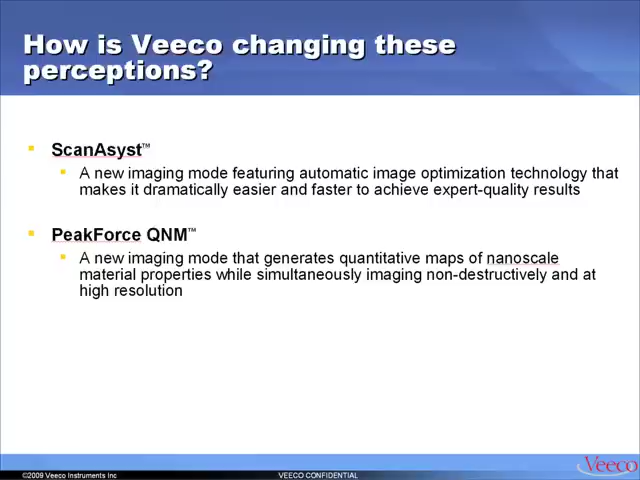 How is Veeco changing these
perceptions?
ScanAsyst™
A new imaging mode featuring automatic image optimization technology that
makes it dramatically easier and faster to achieve expert-quality results
PeakForce QNM™
A new imaging mode that generates quantitative maps of nanoscale
material properties while simultaneously imaging non-destructively and at
high resolution
Veeco
©2009 Veeco Instruments Inc
VEECO CONFIDENTIAL